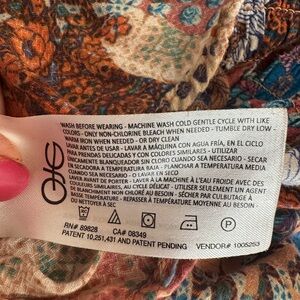 WASH BEFORE WEARING - MACHINE WASH COLD GENTLE CYCLE WITH LIKE
COLORS - ONLY NON-CHLORINE BLEACH WHEN NEEDED - TUMBLE DRY LOW -
WARM IRON WHEN NEEDED - OR DRY CLEAN
LAVAR ANTES DE USAR - LAVAR A MÁQUINA CON AGUA FRÍA, EN EL CICLO
PARA PRENDAS DELICADAS Y CON COLORES SIMILARES - UTILIZAR
ÚNICAMENTE BLANQUEADOR SIN CLORO CUANDO SEA NECESARIO - SECAR
EN SECADORA A TEMPERATURA BAJA - PLANCHAR A TEMPERATURA MEDIA
CUANDO SEA NECESARIO - O LAVAR EN SECO
LAVER AVANT DE PORTER - LAVER À LA MACHINE À L'EAU FROIDE AVEC DES
COULEURS SIMILAIRES, AU CYCLE DÉLICAT - UTILISER UN JAVELLISANT SANS
CHLORE AU BESOIN - SÉCHER PAR CULBUTAGE À
BASSE TEMPÉRATURE - REPASSER À TEMPÉRATURE MOYENNE AU BESOIN -
OU NETTOYER À SEC
P
RN# 89828 CA# 08349
PATENT 10,251,431 AND PATENT PENDING VENDOR# 1005253